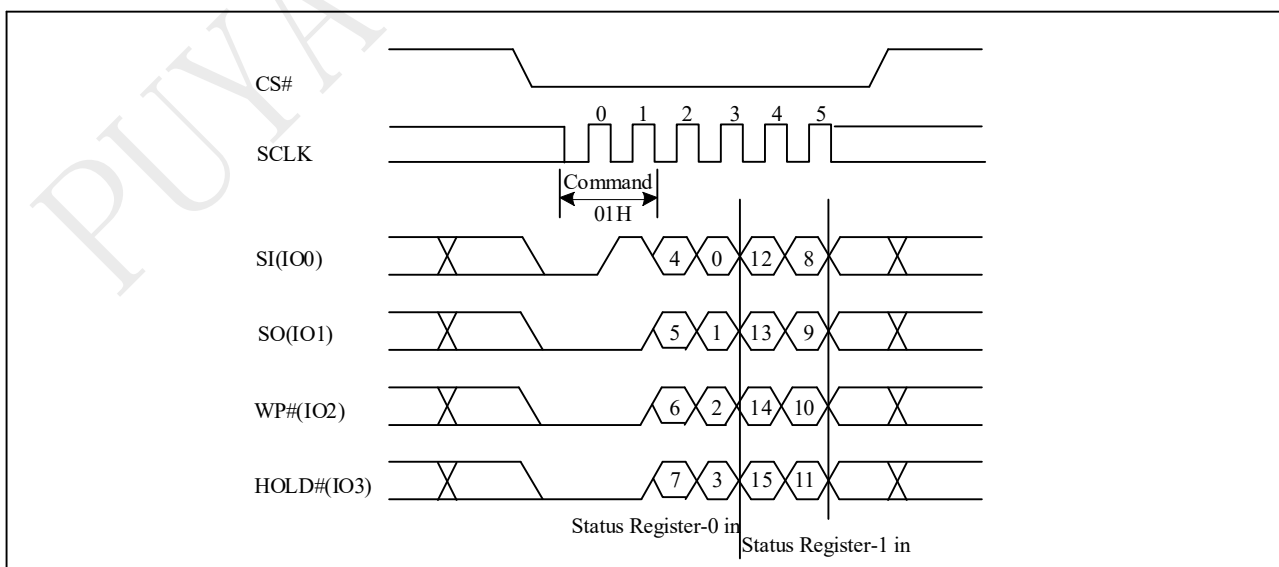 PUYA
CS#
0 1 2 3 4 5
SCLK
Command
01H
SI(IO0) 4 0 12 8
SO(IO1) 5 1 13 9
WP#(IO2) 6 2 14 10
HOLD#(IO3) 7 3 15 11
Status Register-0 in
Status Register-1 in